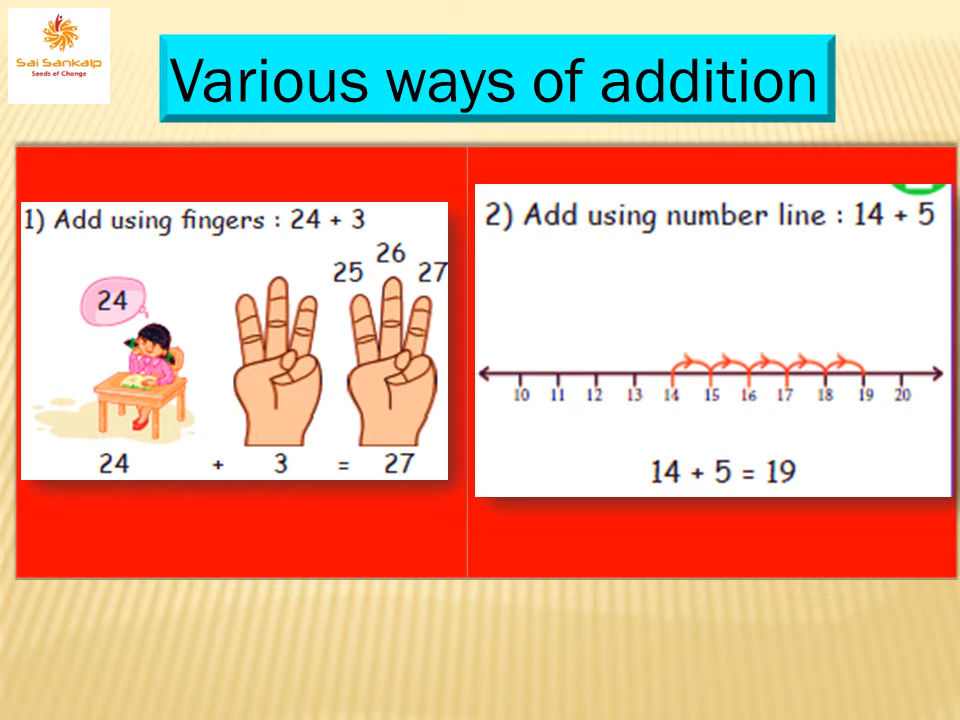 Sai Sankalp
Seeds of Change
Various ways of addition
1) Add using fingers : 24 + 3
24
25 26 27
24 + 3 = 27
2) Add using number line : 14 + 5
10 11 12 13 14 15 16 17 18 19 20
14 + 5 = 19